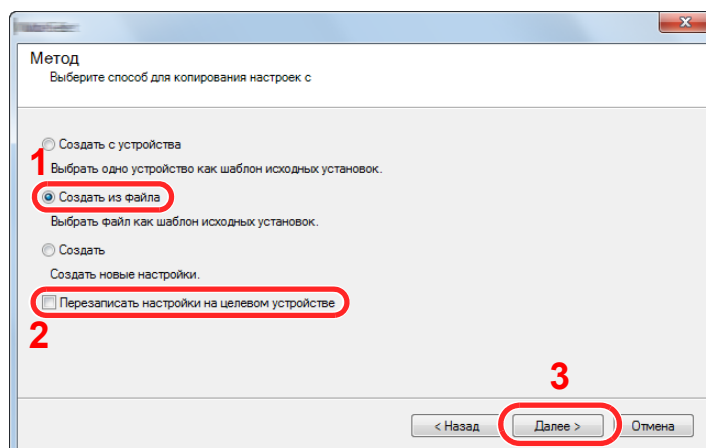 Метод
Выберите способ для копирования настроек с
Создать с устройства
1
Выбрать одно устройство как шаблон исходных установок.
Создать из файла
Выбрать файл как шаблон исходных установок.
Создать
Создать новые настройки.
Перезаписать настройки на целевом устройстве
2
3
< Назад Далее > Отмена